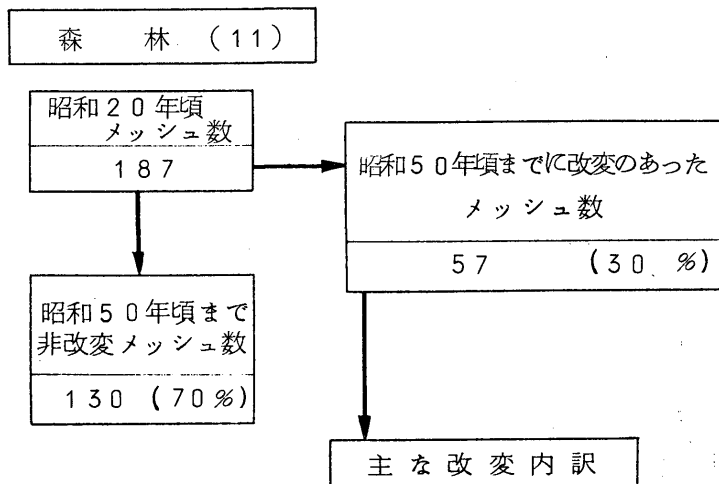 森林（11）
昭和20年頃
メッシュ数
187
昭和50年頃までに改変のあった
メッシュ数
57 （30 %）
昭和50年頃まで
非改変メッシュ数
130 （70%）
主な改変内訳